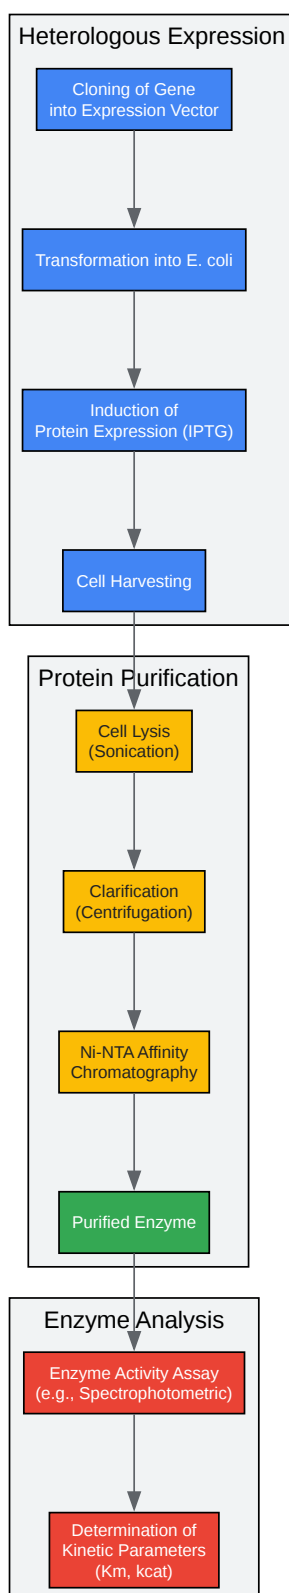 Heterologous Expression
Cloning of Gene
into Expression Vector
Transformation into E. coli
Induction of
Protein Expression (IPTG)
Cell Harvesting
Protein Purification
Cell Lysis
(Sonication)
Clarification
(Centrifugation)
Ni-NTA Affinity
Chromatography
Purified Enzyme
Enzyme Analysis
Enzyme Activity Assay
(e.g., Spectrophotometric)
Determination of
Kinetic Parameters
(Km, kcat)